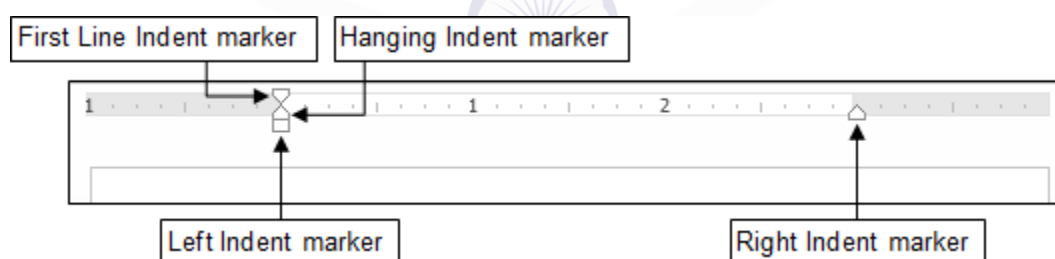 First Line Indent marker
Hanging Indent marker
1 1 2
Left Indent marker
Right Indent marker